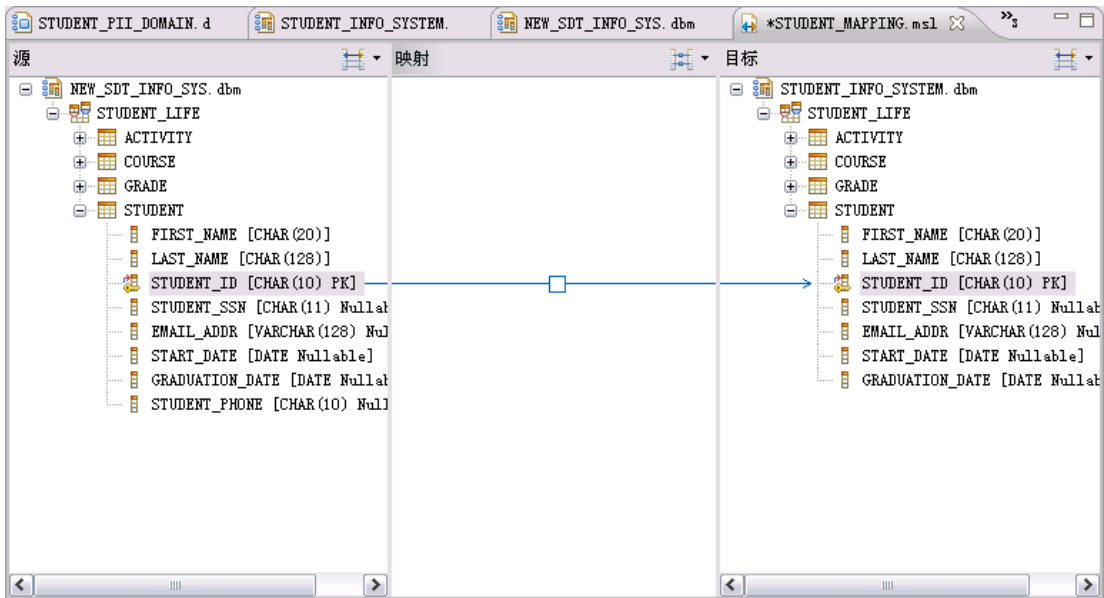 STUDENT_PII_DOMAIN.d
STUDENT_INFO_SYSTEM.
NEW_SDT_INFO_SYS.dbm
*STUDENT_MAPPING.msl
»3
源
映射
目标
NEW_SDT_INFO_SYS.dbm
STUDENT_LIFE
ACTIVITY
COURSE
GRADE
STUDENT
FIRST_NAME [CHAR(20)]
LAST_NAME [CHAR(128)]
STUDENT_ID [CHAR(10) PK]
STUDENT_SSN [CHAR(11) Nullab
EMAIL_ADDR [VARCHAR(128) Nul
START_DATE [DATE Nullable]
GRADUATION_DATE [DATE Nullab
STUDENT_PHONE [CHAR(10) Null
STUDENT_INFO_SYSTEM.dbm
STUDENT_LIFE
ACTIVITY
COURSE
GRADE
STUDENT
FIRST_NAME [CHAR(20)]
LAST_NAME [CHAR(128)]
STUDENT_ID [CHAR(10) PK]
STUDENT_SSN [CHAR(11) Nullab
EMAIL_ADDR [VARCHAR(128) Nul
START_DATE [DATE Nullable]
GRADUATION_DATE [DATE Nullab